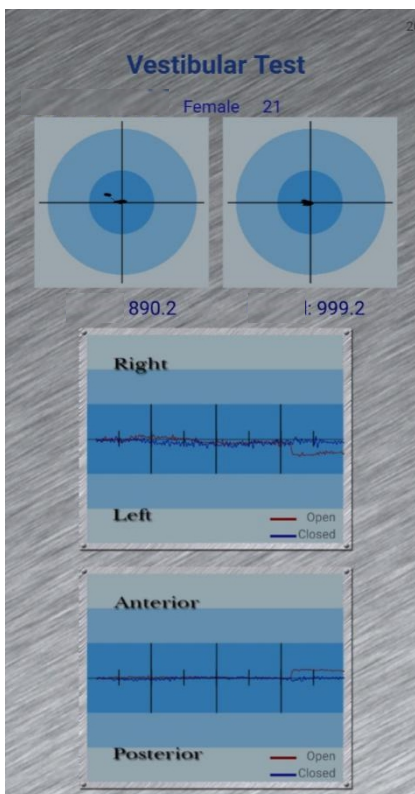 Vestibular Test
Female 21
890.2
: 999.2
Right
Left
Open
Closed
Anterior
Posterior
Open
Closed